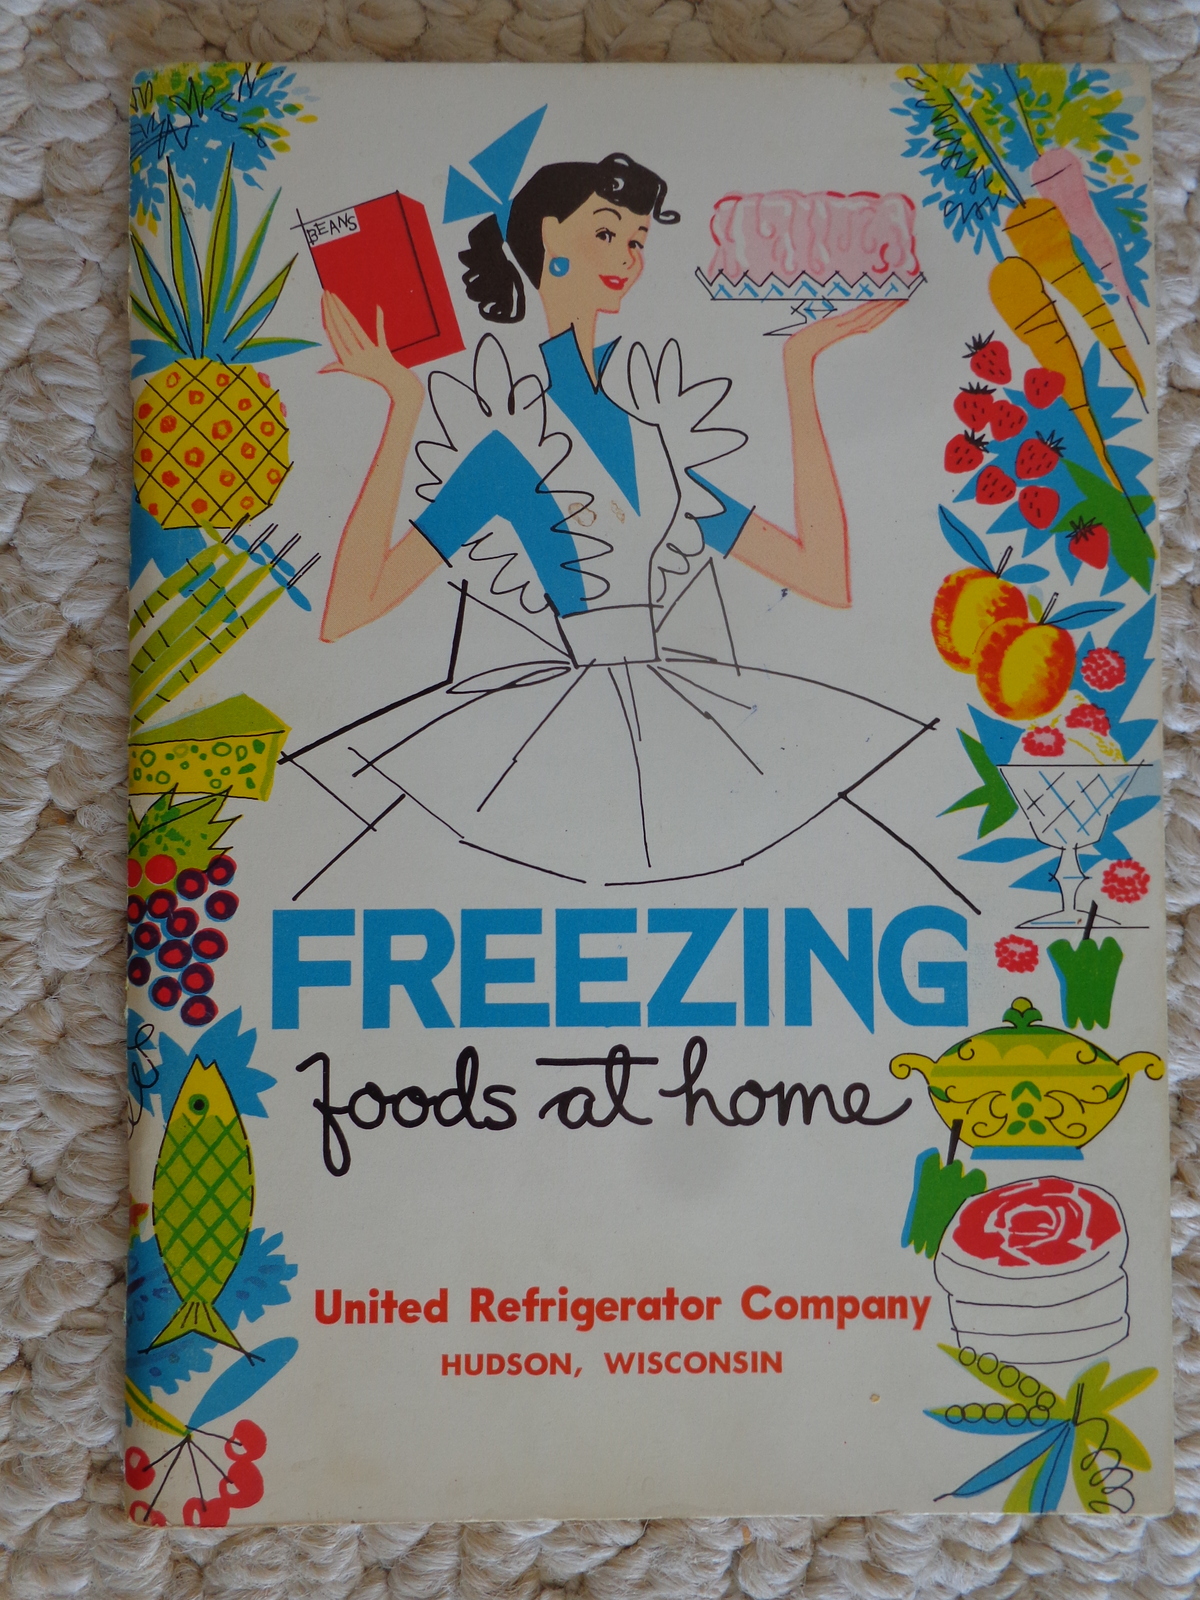 BEANS
FREEZING
foods at home
United Refrigerator Company
HUDSON, WISCONSIN